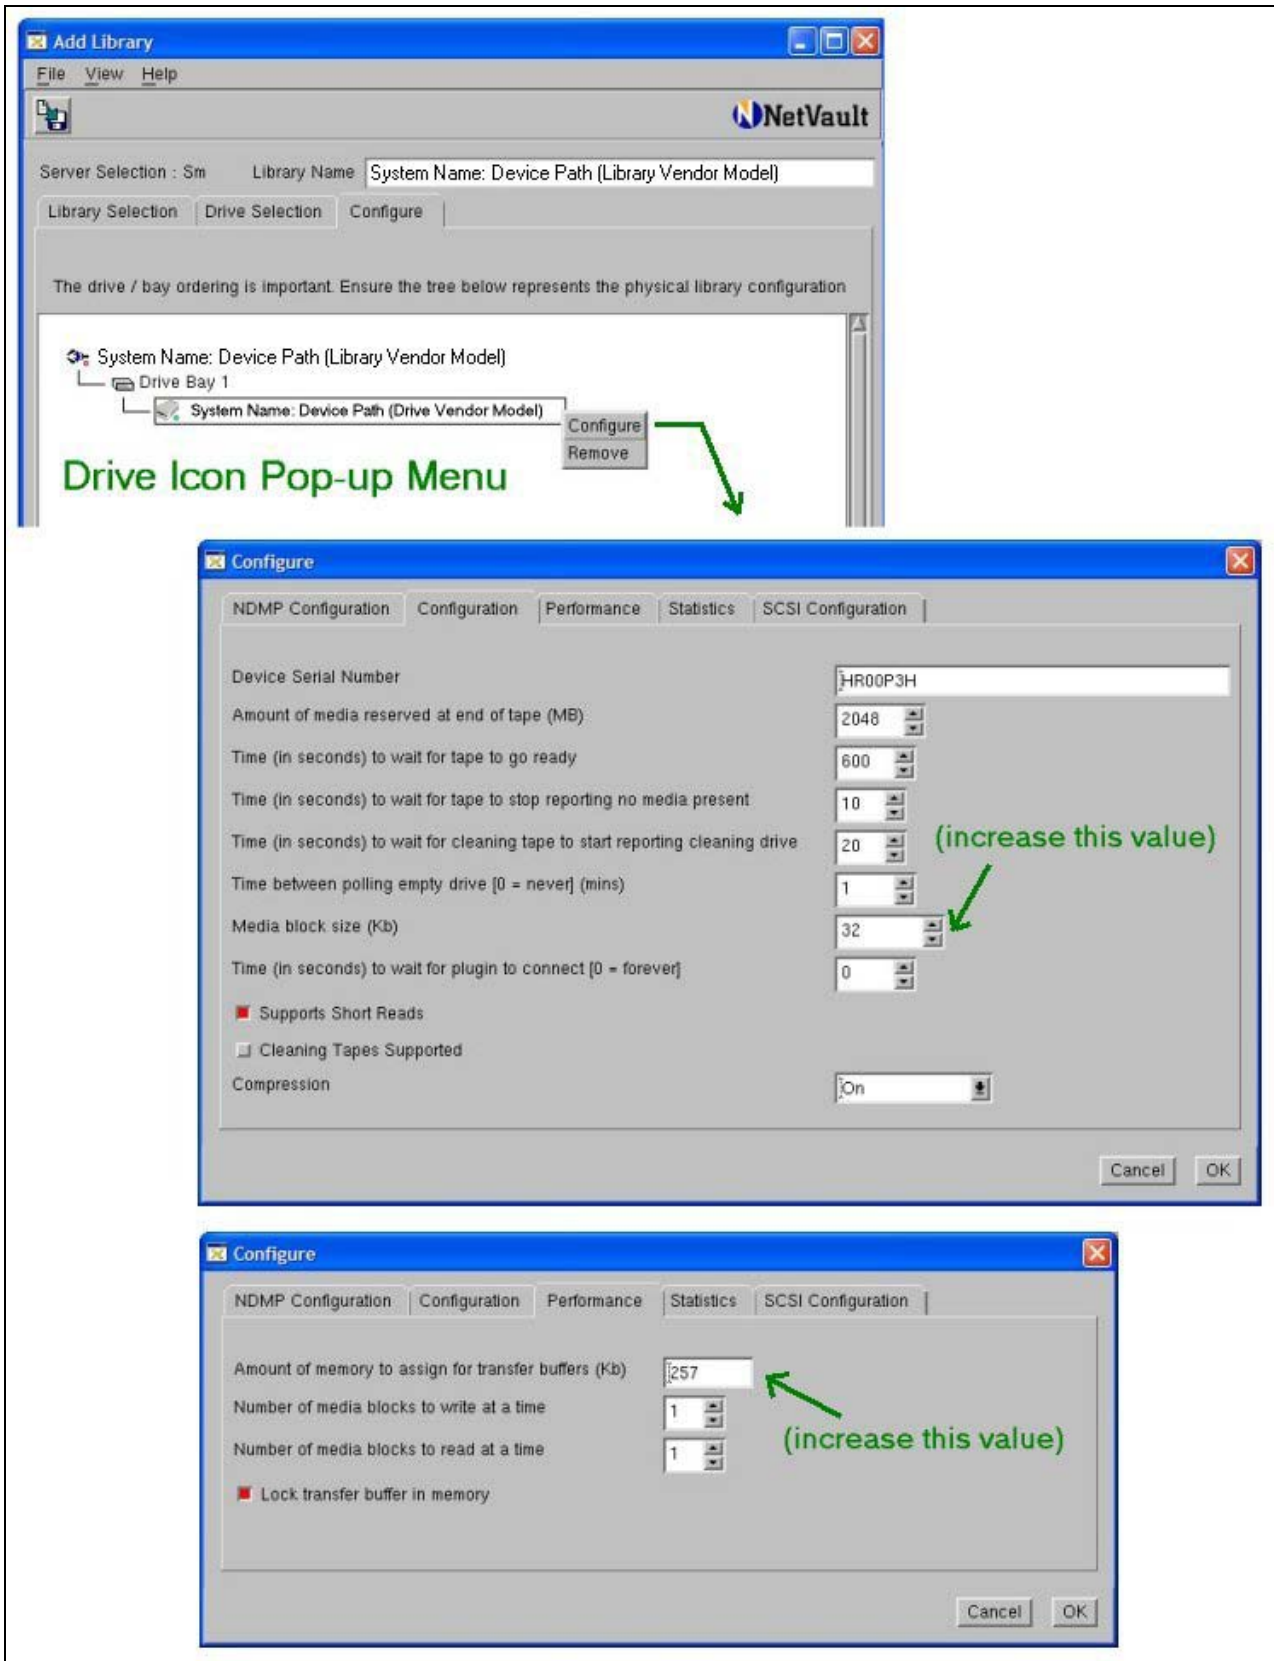 Add Library
File View Help
NetVault
Server Selection : Sm Library Name System Name: Device Path (Library Vendor Model)
Library Selection Drive Selection Configure
The drive / bay ordering is important. Ensure the tree below represents the physical library configuration
System Name: Device Path (Library Vendor Model)
Drive Bay 1
System Name: Device Path (Drive Vendor Model)
Configure
Remove
Drive Icon Pop-up Menu
Configure
NDMP Configuration Configuration Performance Statistics SCSI Configuration
Device Serial Number HR00P3H
Amount of media reserved at end of tape (MB) 2048
Time (in seconds) to wait for tape to go ready 600
Time (in seconds) to wait for tape to stop reporting no media present 10
Time (in seconds) to wait for cleaning tape to start reporting cleaning drive 20
(increase this value)
Time between polling empty drive [0 = never] (mins) 1
Media block size (Kb) 32
Time (in seconds) to wait for plugin to connect [0 = forever] 0
Supports Short Reads
Cleaning Tapes Supported
Compression On
Cancel OK
Configure
NDMP Configuration Configuration Performance Statistics SCSI Configuration
Amount of memory to assign for transfer buffers (Kb) 257
Number of media blocks to write at a time 1
(increase this value)
Number of media blocks to read at a time 1
Lock transfer buffer in memory
Cancel OK